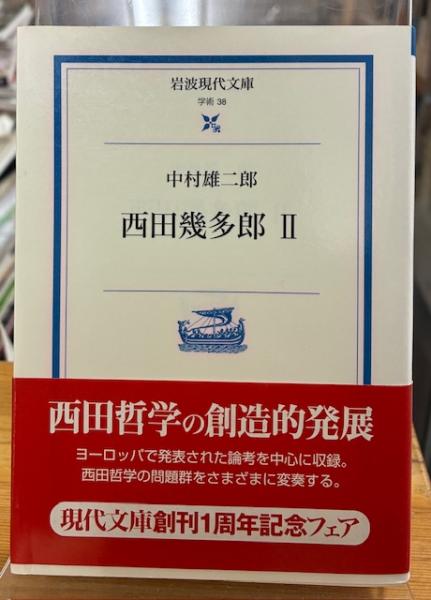 岩波現代文庫
学術 38
中村雄二郎
西田幾多郎 Ⅱ
西田哲学の創造的発展
ヨーロッパで発表された論考を中心に収録。
西田哲学の問題群をさまざまに変奏する。
現代文庫創刊1周年記念フェア